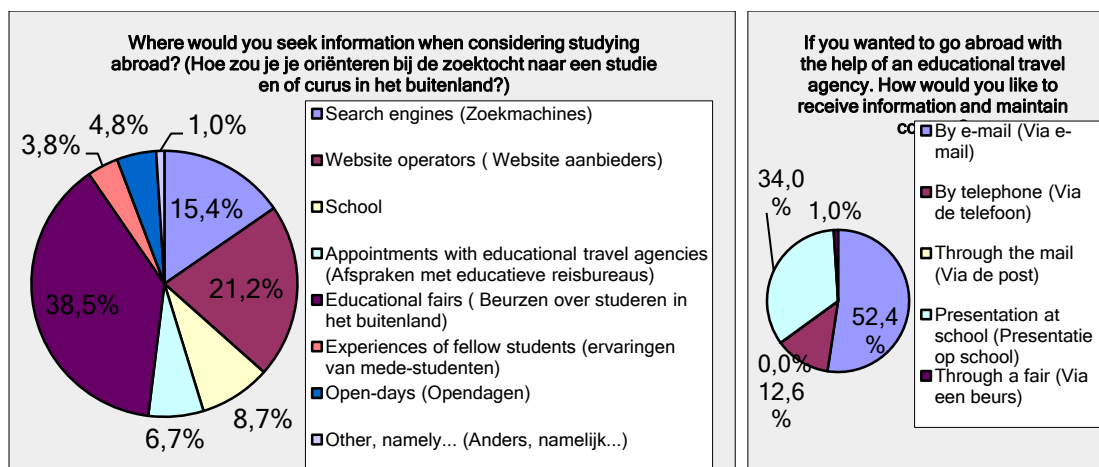 Where would you seek information when considering studying
abroad? (Hoe zou je je oriënteren bij de zoektocht naar een studie
en of curus in het buitenland?)
4,8%
1,0%
3,8%
15,4%
21,2%
38,5%
8,7%
6,7%
Search engines (Zoekmachines)
Website operators ( Website aanbieders)
School
Appointments with educational travel agencies
(Afspraken met educatieve reisbureaus)
Educational fairs ( Beurzen over studeren in
het buitenland)
Experiences of fellow students (ervaringen
van mede-studenten)
Open-days (Opendagen)
Other, namely... (Anders, namelijk...)
If you wanted to go abroad with
the help of an educational travel
agency. How would you like to
receive information and maintain
34,0
%
1,0%
52,4
%
0,0%
12,6
%
By e-mail (Via e-
mail)
By telephone (Via
de telefoon)
Through the mail
(Via de post)
Presentation at
school (Presentatie
op school)
Through a fair (Via
een beurs)